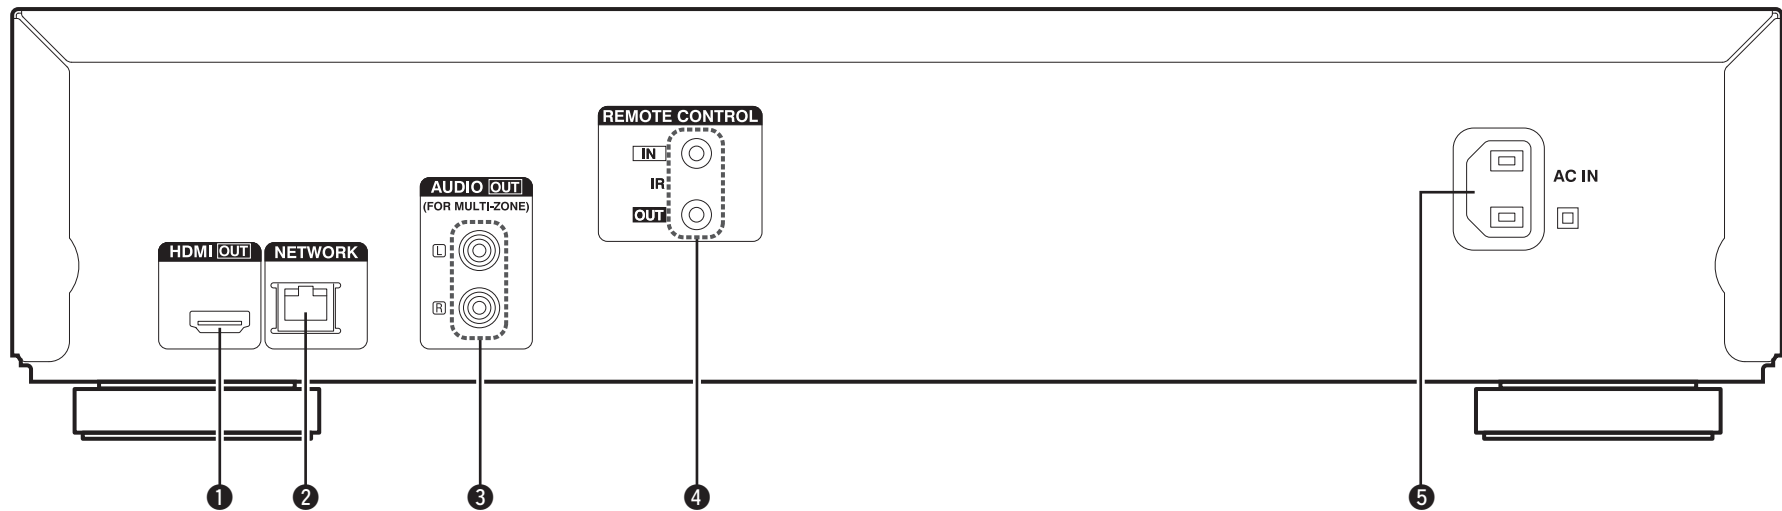 REMOTE CONTROL
IN
IR
OUT
AC IN
AUDIO OUT
(FOR MULTI-ZONE)
L
R
HDMI OUT
NETWORK
❶
❷
❸
❹
❺